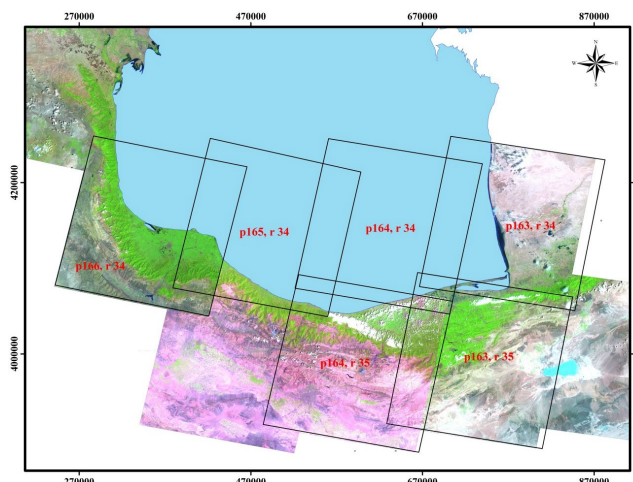 270000 470000 670000 870000
N
W E
S
4200000
p165, r 34
p164, r 34
p163, r 34
p166, r 34
4000000
p164, r 35
p163, r 35
270000 470000 670000 870000